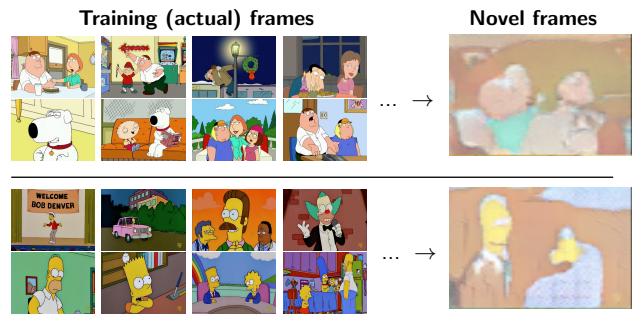 Training (actual) frames
Novel frames
... →
WELCOME
BOB DENVER
... →